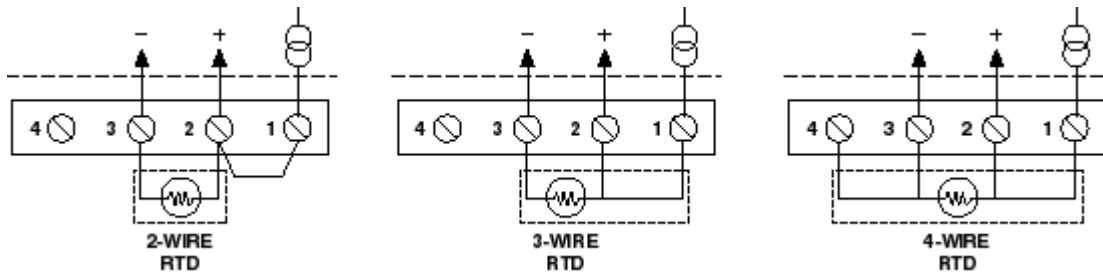 − +
4 3 2 1
2-WIRE
RTD
− +
4 3 2 1
3-WIRE
RTD
− +
4 3 2 1
4-WIRE
RTD